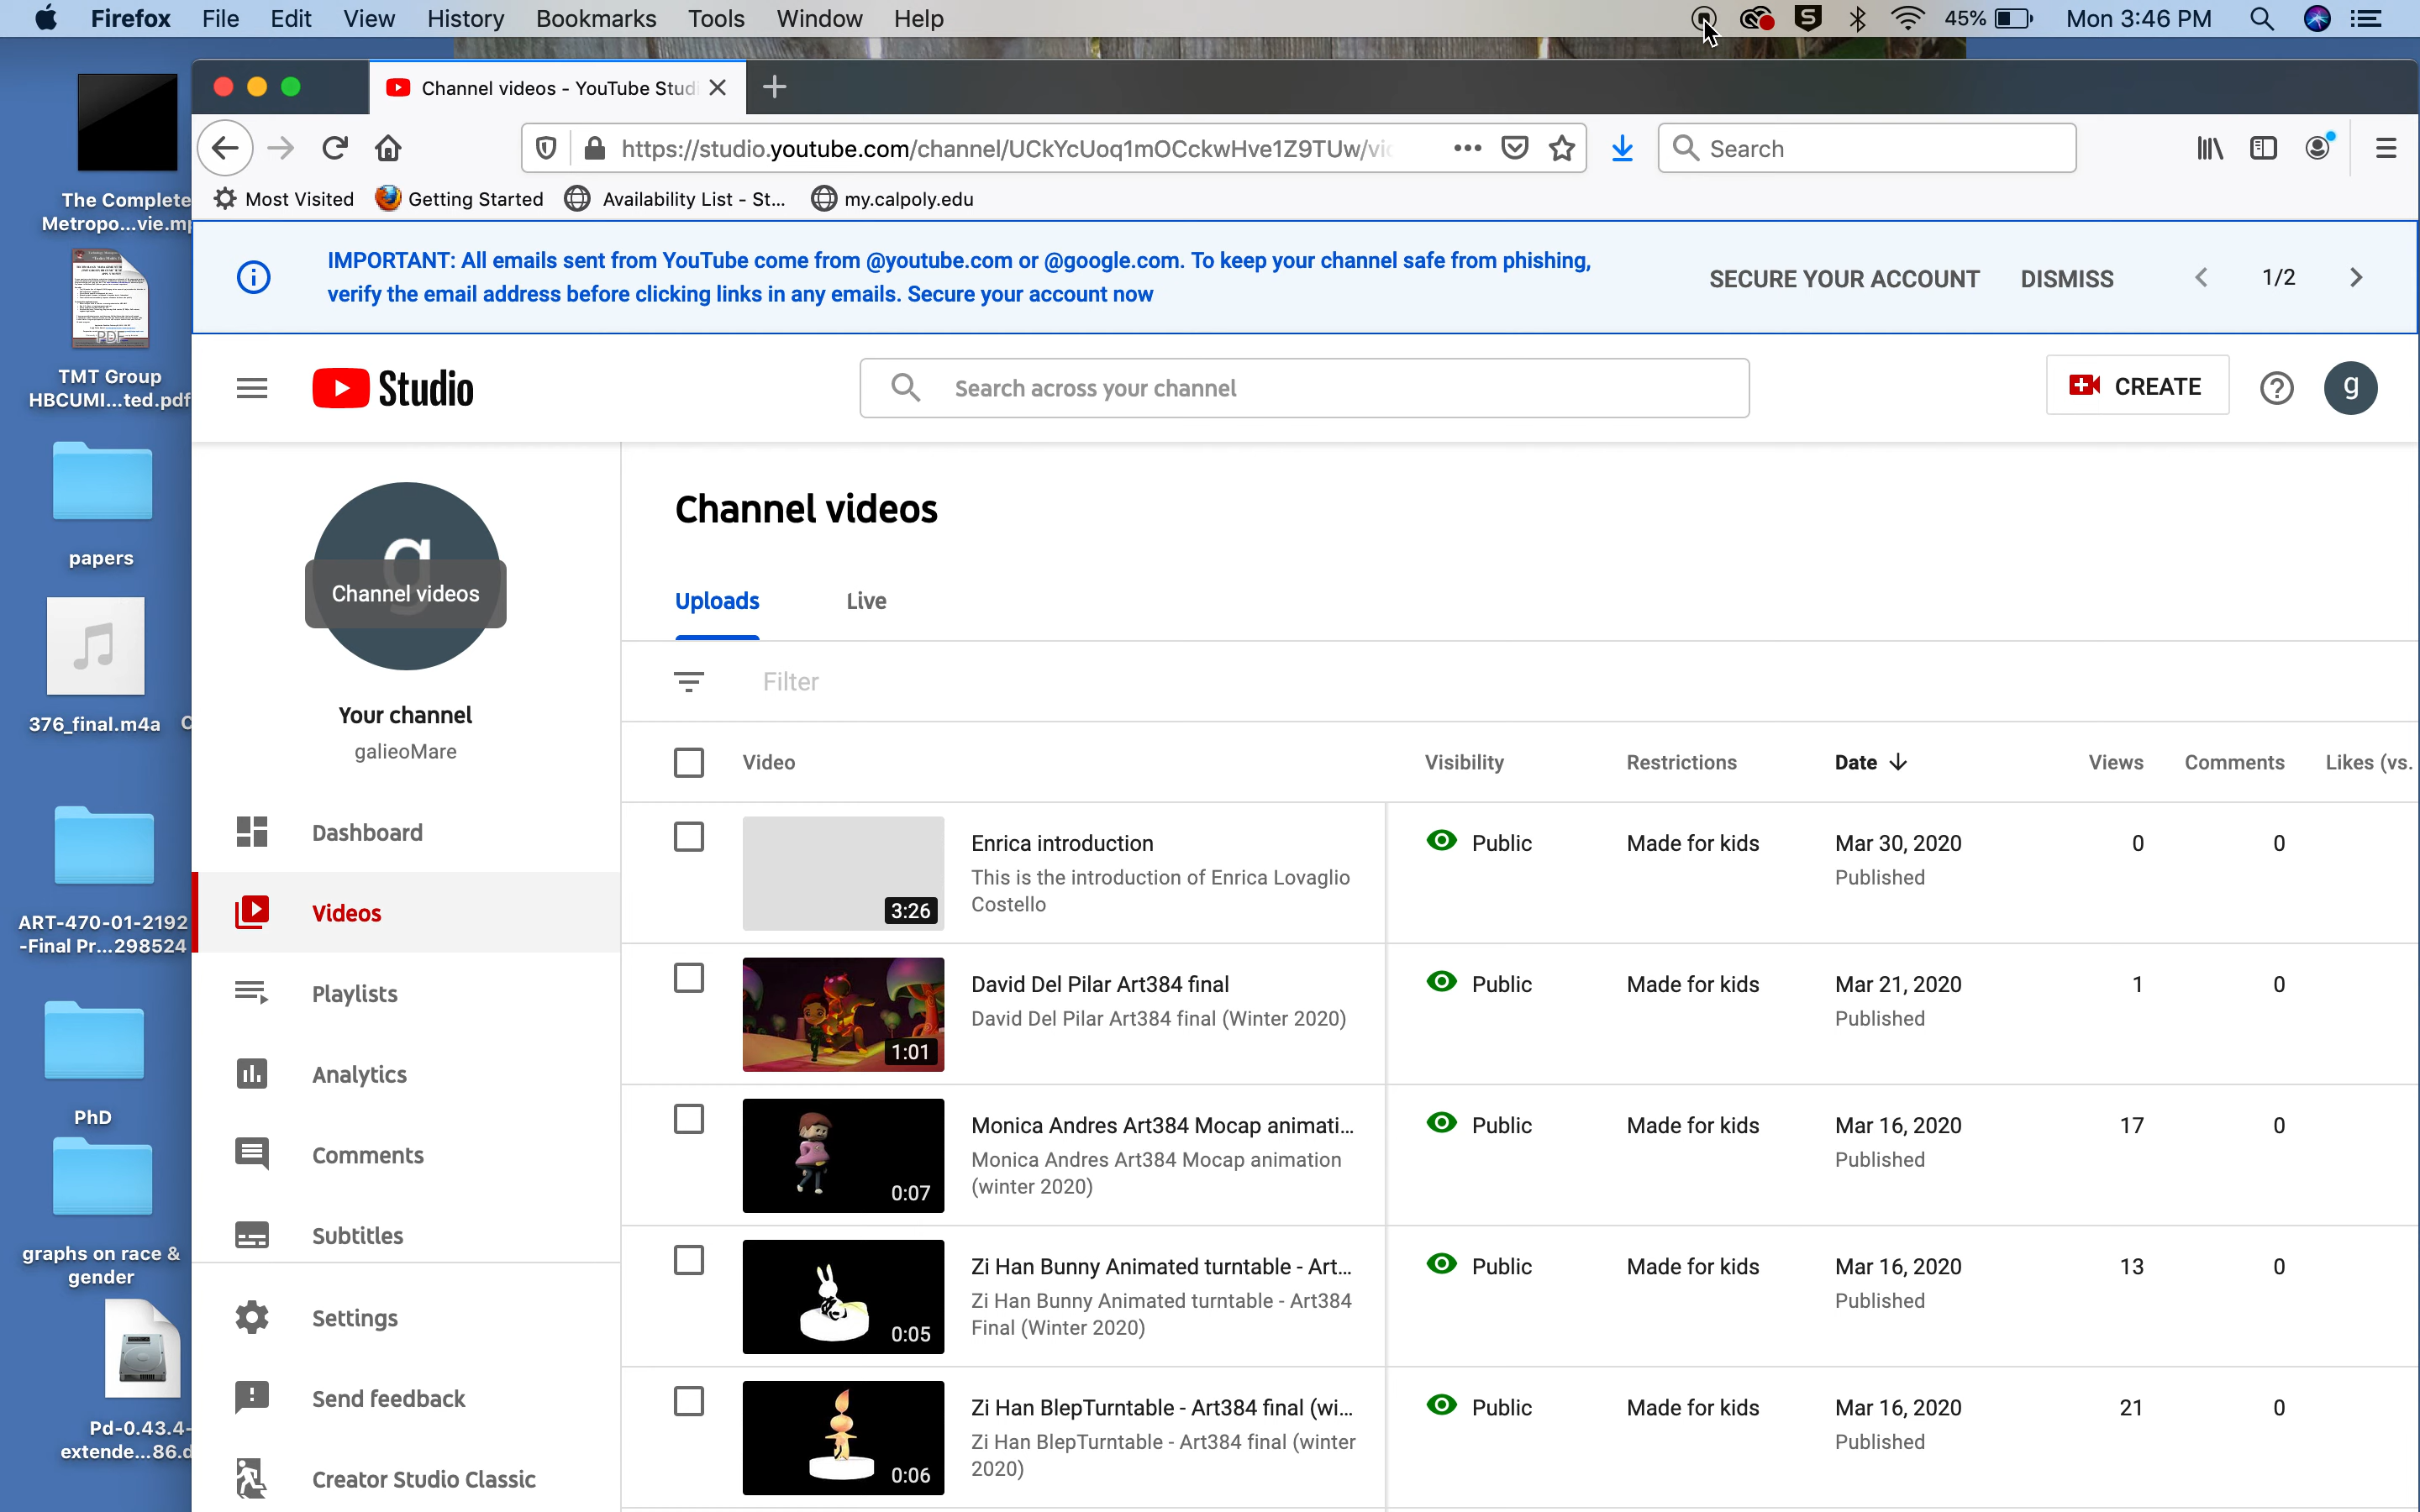 Firefox File Edit View History Bookmarks Tools Window Help 45% Mon 3:46 PM
Channel videos - YouTube Stud
https://studio.youtube.com/channel/UCkYcUoq1mOCckwHve1Z9TUw/vi Search
Most Visited Getting Started Availability List - St... my.calpoly.edu
IMPORTANT: All emails sent from YouTube come from @youtube.com or @google.com. To keep your channel safe from phishing,
verify the email address before clicking links in any emails. Secure your account now
SECURE YOUR ACCOUNT DISMISS 1/2
Studio Search across your channel CREATE g
The Complete
Metropo...vie.mp
PDF
TMT Group
HBCUMI...ted.pdf
papers
376_final.m4a C
ART-470-01-2192
-Final Pr...298524
PhD
graphs on race &
gender
Pd-0.43.4-
extende...86.d
g
Channel videos
Your channel
galieoMare
Dashboard
Videos
Playlists
Analytics
Comments
Subtitles
Settings
Send feedback
Creator Studio Classic
Channel videos
Uploads Live
Filter
Video Visibility Restrictions Date Views Comments Likes (vs.
3:26 Enrica introduction Public Made for kids Mar 30, 2020 0 0
This is the introduction of Enrica Lovaglio Published
Costello
1:01 David Del Pilar Art384 final Public Made for kids Mar 21, 2020 1 0
David Del Pilar Art384 final (Winter 2020) Published
0:07 Monica Andres Art384 Mocap animati... Public Made for kids Mar 16, 2020 17 0
Monica Andres Art384 Mocap animation Published
(winter 2020)
0:05 Zi Han Bunny Animated turntable - Art... Public Made for kids Mar 16, 2020 13 0
Zi Han Bunny Animated turntable - Art384 Published
Final (Winter 2020)
0:06 Zi Han BlepTurntable - Art384 final (wi... Public Made for kids Mar 16, 2020 21 0
Zi Han BlepTurntable - Art384 final (winter Published
2020)